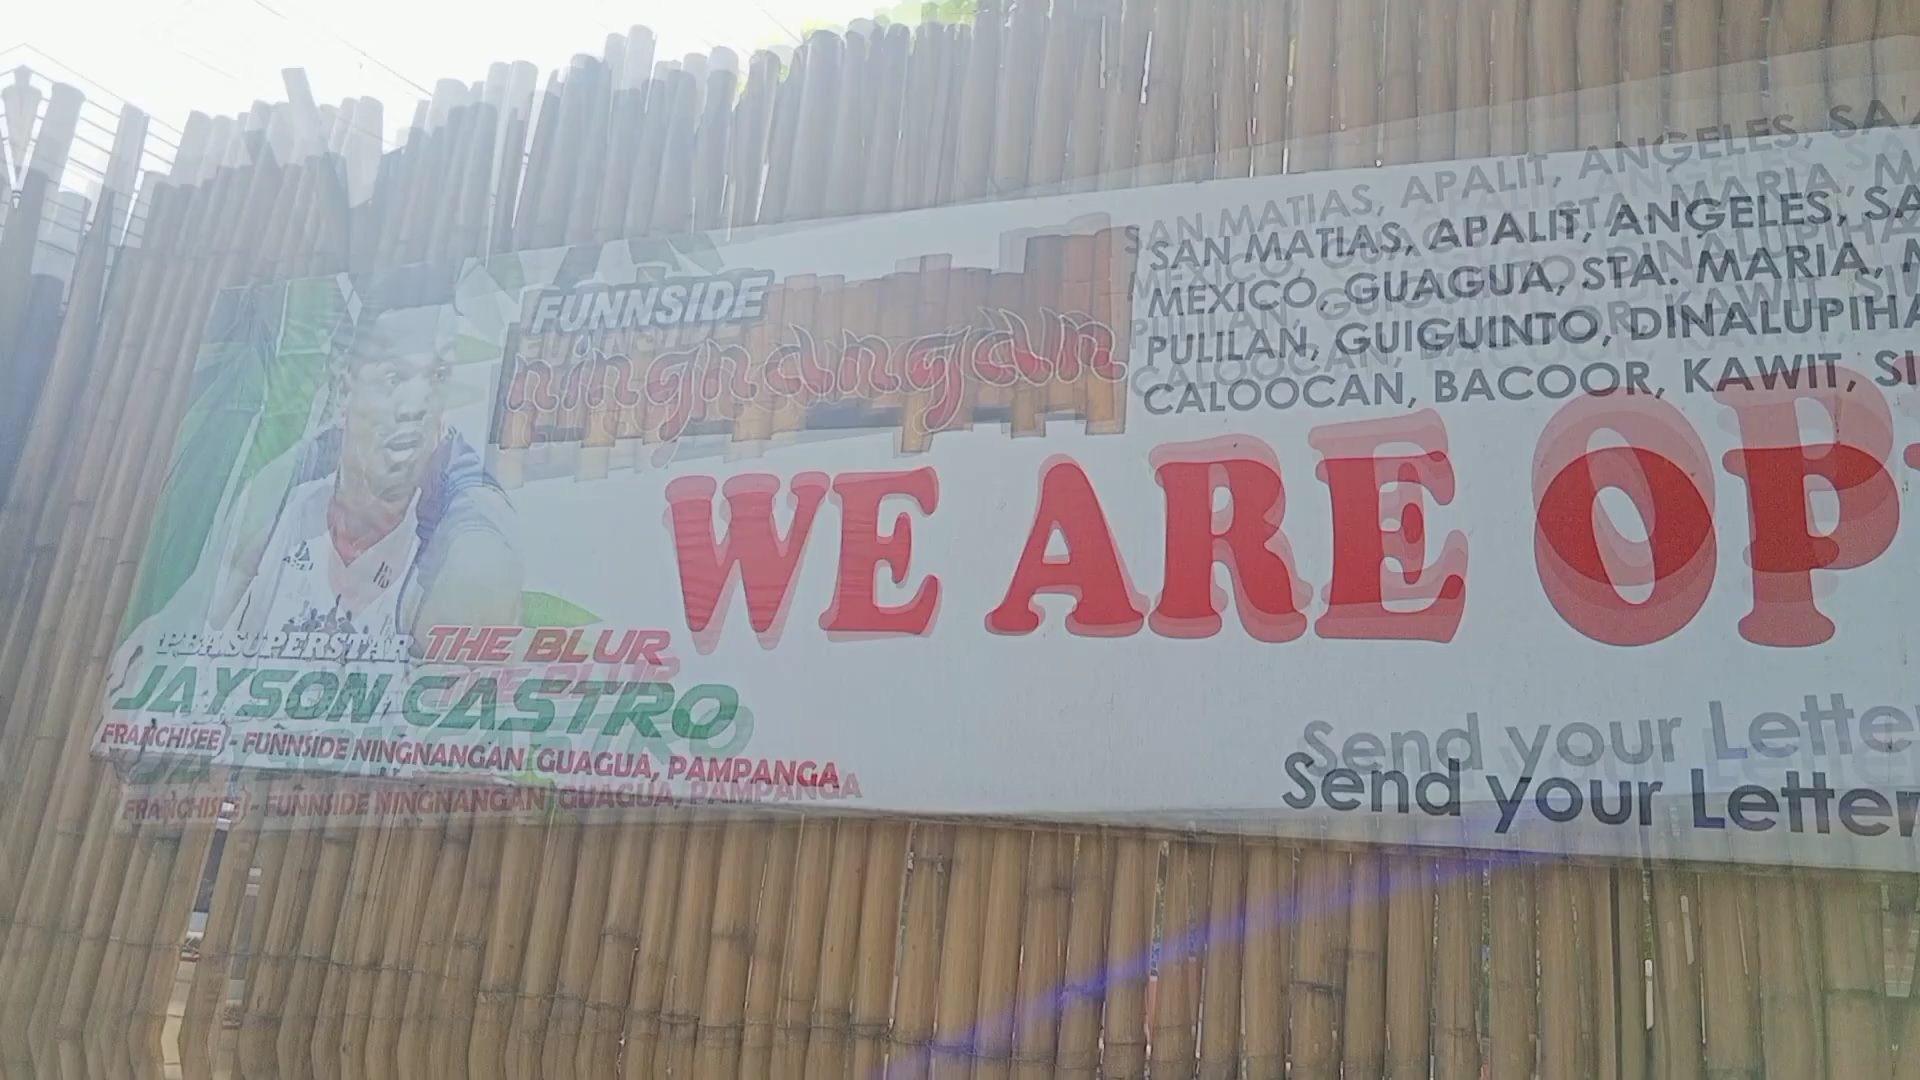 FUNNSIDE
ningnangan
SAN MATIAS, APALIT, ANGELES, SA
MEXICO, GUAGUA, STA. MARIA, M
PULILAN, GUIGUINTO, DINALUPIHA
CALOOCAN, BACOOR, KAWIT, SI
WE ARE OP
PBA SUPERSTAR THE BLUR
JAYSON CASTRO
FRANCHISEE - FUNNSIDE NINGNANGAN GUAGUA, PAMPANGA
Send your Letter